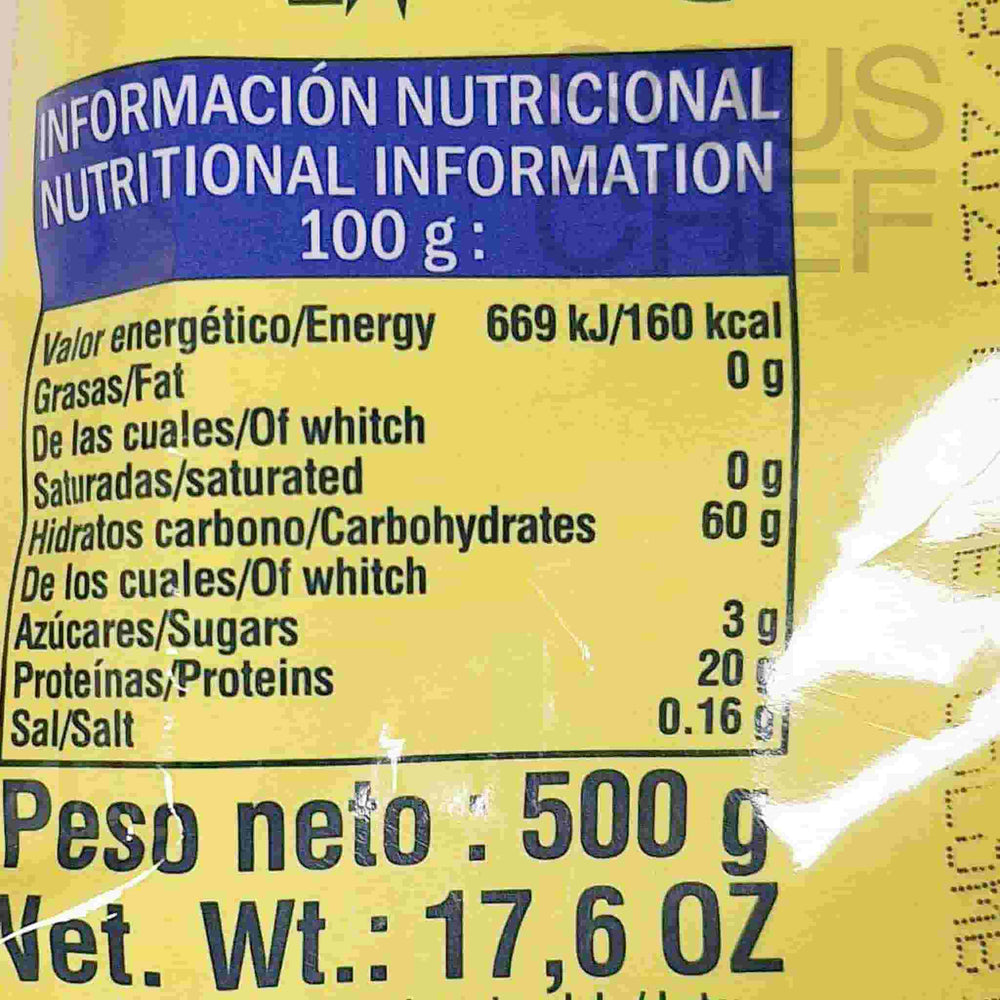 INFORMACIÓN NUTRICIONAL
NUTRITIONAL INFORMATION
100 g :
Valor energético/Energy 669 kJ/160 kcal
Grasas/Fat 0 g
De las cuales/Of whitch
Saturadas/saturated 0 g
Hidratos carbono/Carbohydrates 60 g
De los cuales/Of whitch
Azúcares/Sugars 3 g
Proteínas/Proteins 20 g
Sal/Salt 0.16 g
Peso neto : 500 g
Net. Wt.: 17,6 OZ
CHEF